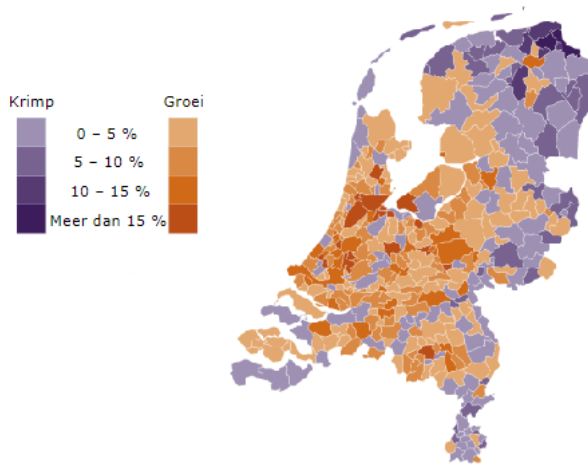 Krimp Groei
0 – 5 %
5 – 10 %
10 – 15 %
Meer dan 15 %